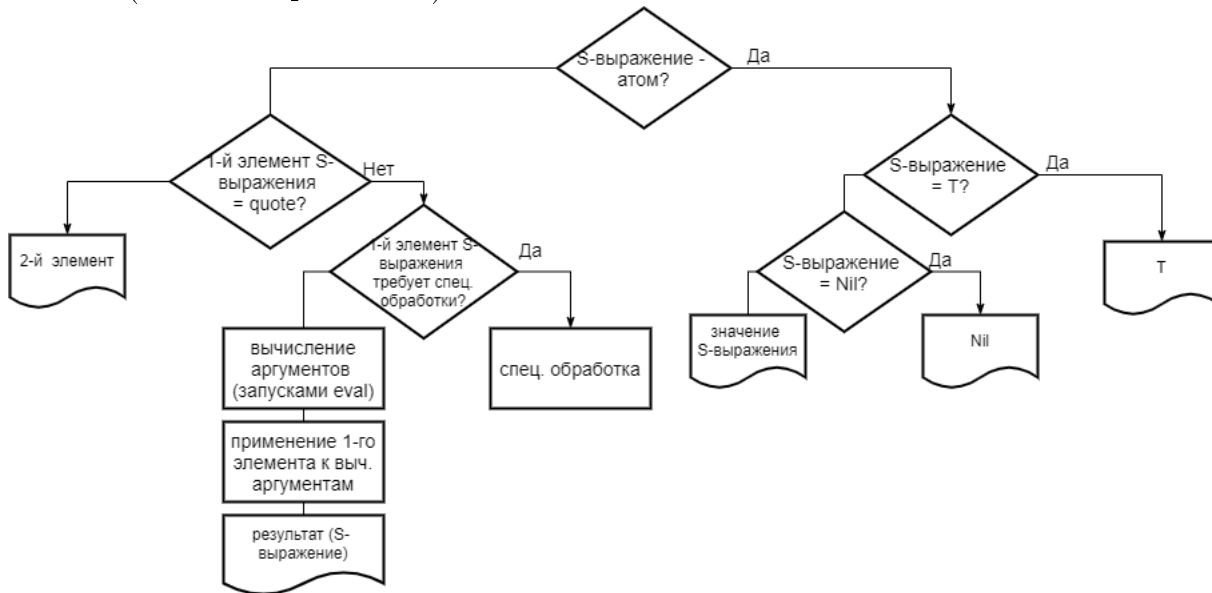 S-выражение -
атом?
Да
1-й элемент S-
выражения
= quote?
Нет
S-выражение
= T?
Да
2-й элемент
1-й элемент S-
выражения
требует спец.
обработки?
Да
S-выражение
= Nil?
Да
T
значение
S-выражения
Nil
вычисление
аргументов
(запусками eval)
спец. обработка
применение 1-го
элемента к выч.
аргументам
результат (S-
выражение)